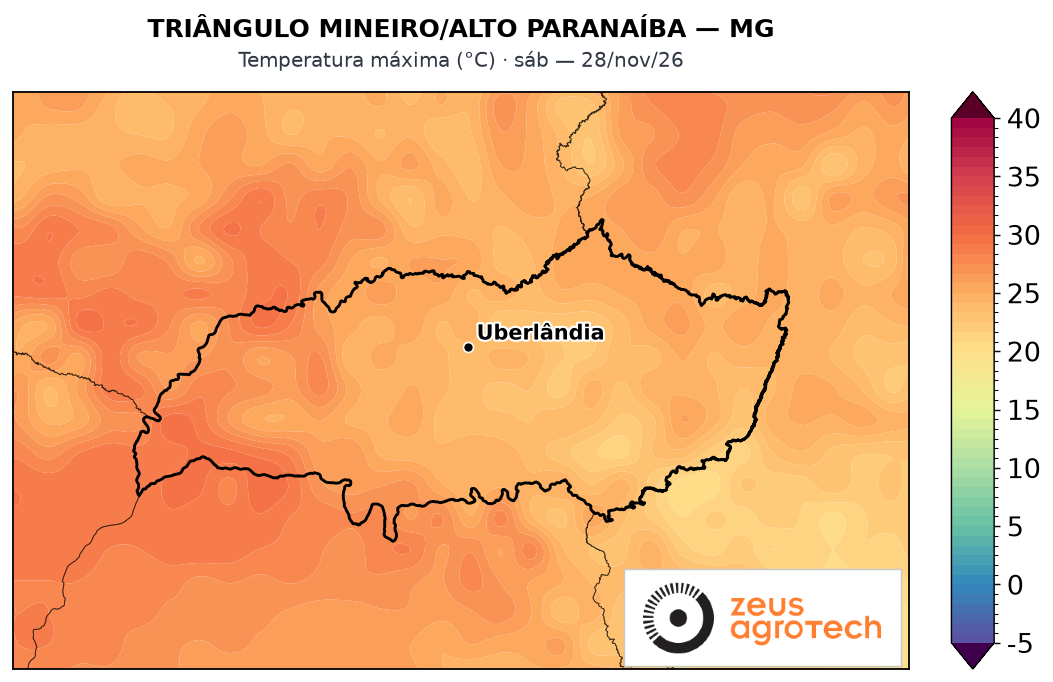 TRIÂNGULO MINEIRO/ALTO PARANAÍBA — MG
Temperatura máxima (°C) · sáb — 28/nov/26
Uberlândia
40
35
30
25
20
15
10
5
0
-5
zeus
agrotech